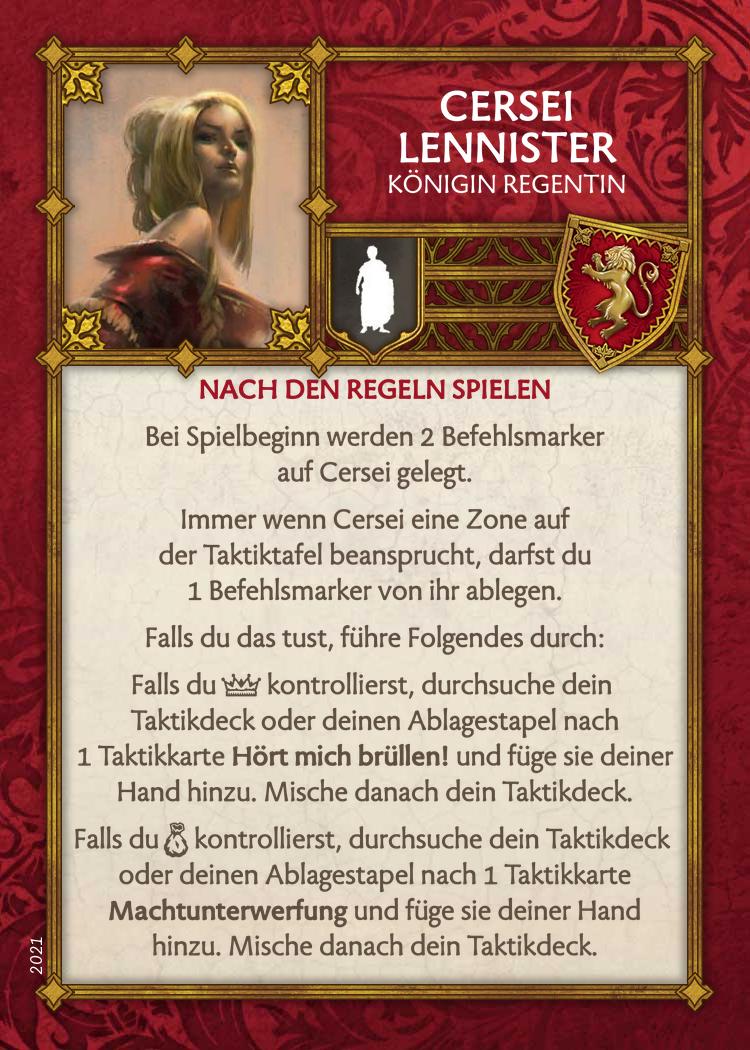 CERSEI
LENNISTER
KÖNIGIN REGENTIN
NACH DEN REGELN SPIELEN
Bei Spielbeginn werden 2 Befehlsmarker
auf Cersei gelegt.
Immer wenn Cersei eine Zone auf
der Taktiktafel beansprucht, darfst du
1 Befehlsmarker von ihr ablegen.
Falls du das tust, führe Folgendes durch:
Falls du kontrollierst, durchsuche dein
Taktikdeck oder deinen Ablagestapel nach
1 Taktikkarte Hört mich brüllen! und füge sie deiner
Hand hinzu. Mische danach dein Taktikdeck.
Falls du kontrollierst, durchsuche dein Taktikdeck
oder deinen Ablagestapel nach 1 Taktikkarte
Machtunterwerfung und füge sie deiner Hand
hinzu. Mische danach dein Taktikdeck.
2021